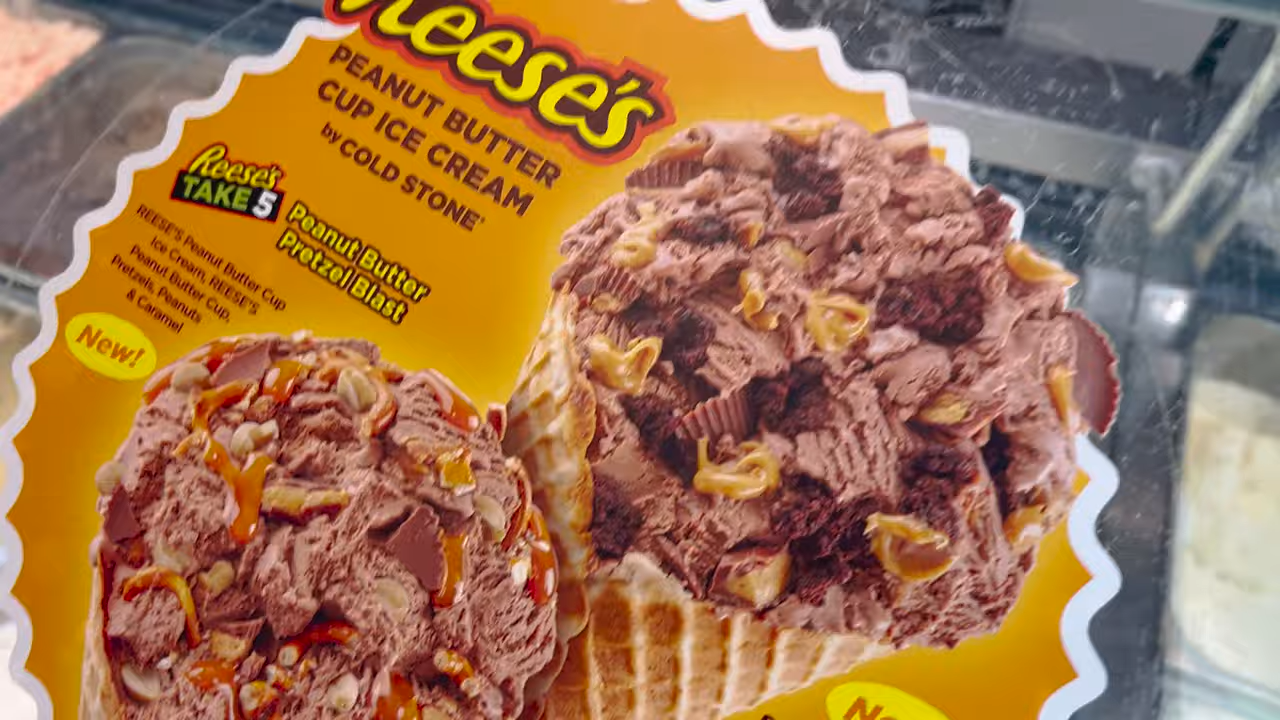 Reese's
PEANUT BUTTER
CUP ICE CREAM
by COLD STONE
Reese's
TAKE 5
Peanut Butter
Pretzel Blast
REESE'S Peanut Butter Cup
Ice Cream, REESE'S
Peanut Butter Cup,
Pretzels, Peanuts
& Caramel
New!